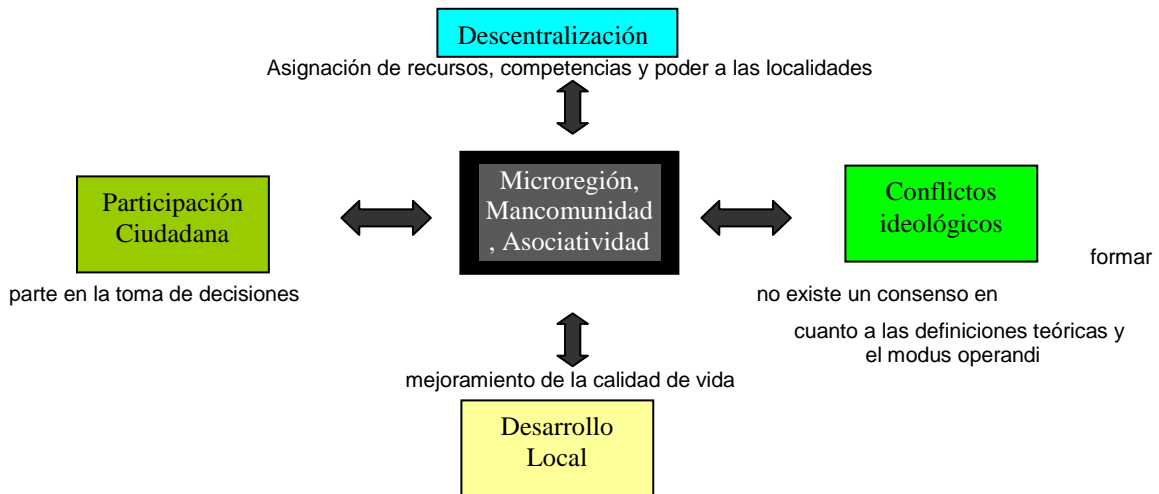 Descentralización
Asignación de recursos, competencias y poder a las localidades
Microregión,
Mancomunidad
, Asociatividad
Participación
Ciudadana
Conflictos
ideológicos
formar
parte en la toma de decisiones
no existe un consenso en
cuanto a las definiciones teóricas y
el modus operandi
mejoramiento de la calidad de vida
Desarrollo
Local